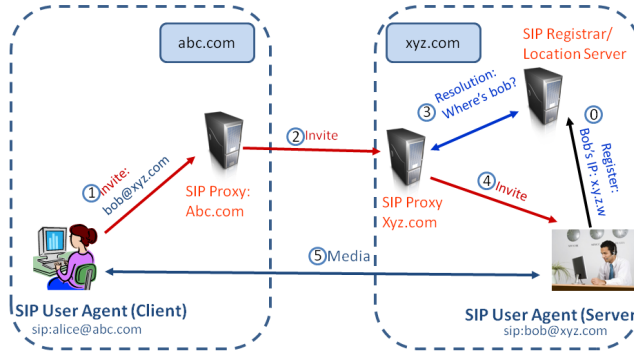 abc.com
xyz.com
SIP Registrar/
Location Server
Resolution:
Where's bob?
3
0
Register:
Bob's IP: x.y.z.w
2 Invite
1 Invite:
bob@xyz.com
SIP Proxy:
Abc.com
SIP Proxy
Xyz.com
4 Invite
5 Media
SIP User Agent (Client)
sip:alice@abc.com
SIP User Agent (Server
sip:bob@xyz.com